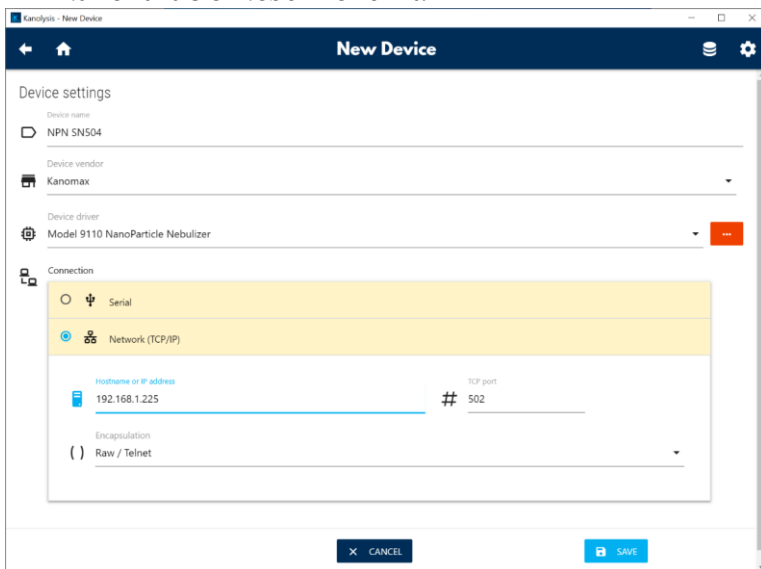 Kanolysis - New Device
New Device
Device settings
Device name
NPN SN504
Device vendor
Kanomax
Device driver
Model 9110 NanoParticle Nebulizer
...
Connection
Serial
Network (TCP/IP)
Hostname or IP address
192.168.1.225
TCP port
# 502
Encapsulation
( ) Raw / Telnet
X CANCEL
SAVE